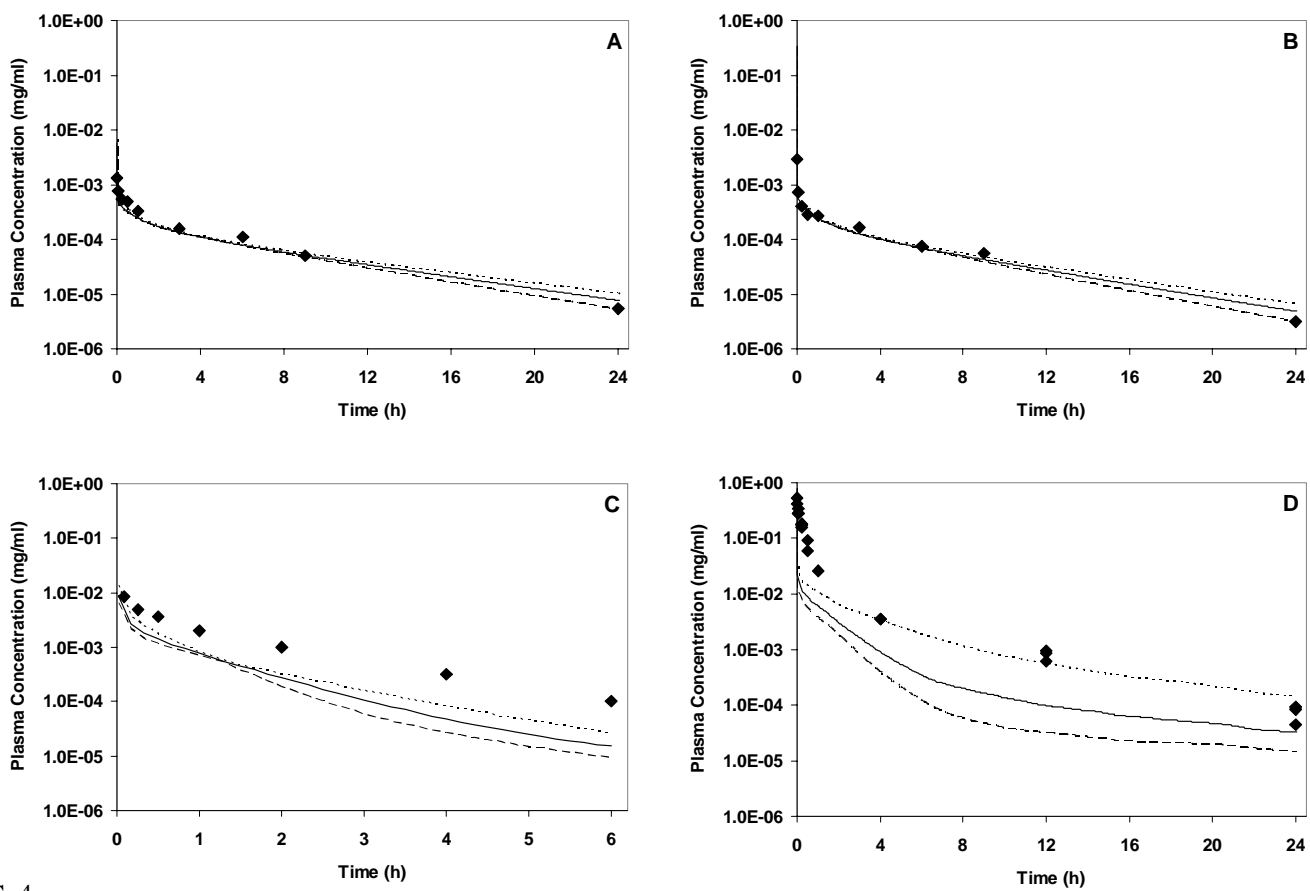 A
Plasma Concentration (mg/ml)
1.0E+00
1.0E-01
1.0E-02
1.0E-03
1.0E-04
1.0E-05
1.0E-06
0 4 8 12 16 20 24
Time (h)
B
Plasma Concentration (mg/ml)
1.0E+00
1.0E-01
1.0E-02
1.0E-03
1.0E-04
1.0E-05
1.0E-06
0 4 8 12 16 20 24
Time (h)
C
Plasma Concentration (mg/ml)
1.0E+00
1.0E-01
1.0E-02
1.0E-03
1.0E-04
1.0E-05
1.0E-06
0 1 2 3 4 5 6
Time (h)
D
Plasma Concentration (mg/ml)
1.0E+00
1.0E-01
1.0E-02
1.0E-03
1.0E-04
1.0E-05
1.0E-06
0 4 8 12 16 20 24
Time (h)